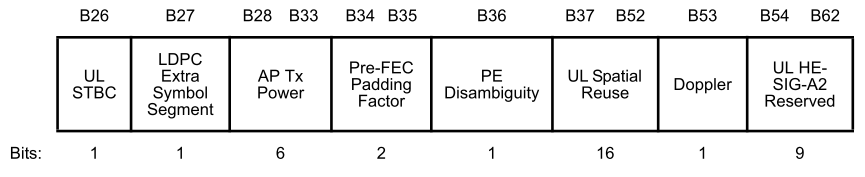 B26 B27 B28 B33 B34 B35 B36 B37 B52 B53 B54 B62
UL
STBC
LDPC
Extra
Symbol
Segment
AP Tx
Power
Pre-FEC
Padding
Factor
PE
Disambiguity
UL Spatial
Reuse
Doppler
UL HE-
SIG-A2
Reserved
Bits: 1 1 6 2 1 16 1 9